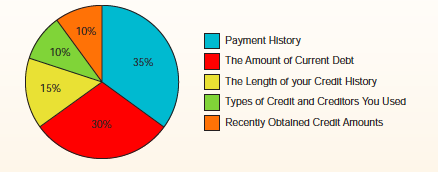 10%
35%
10%
15%
30%
Payment History
The Amount of Current Debt
The Length of your Credit History
Types of Credit and Creditors You Used
Recently Obtained Credit Amounts